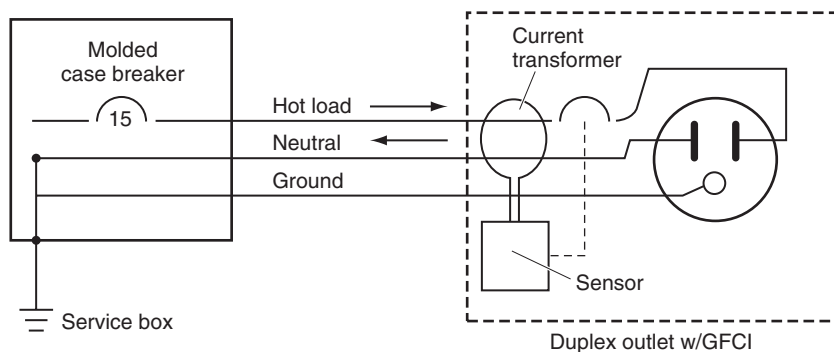 Molded
case breaker
15
Hot load
Neutral
Ground
Service box
Current
transformer
Sensor
Duplex outlet w/GFCI